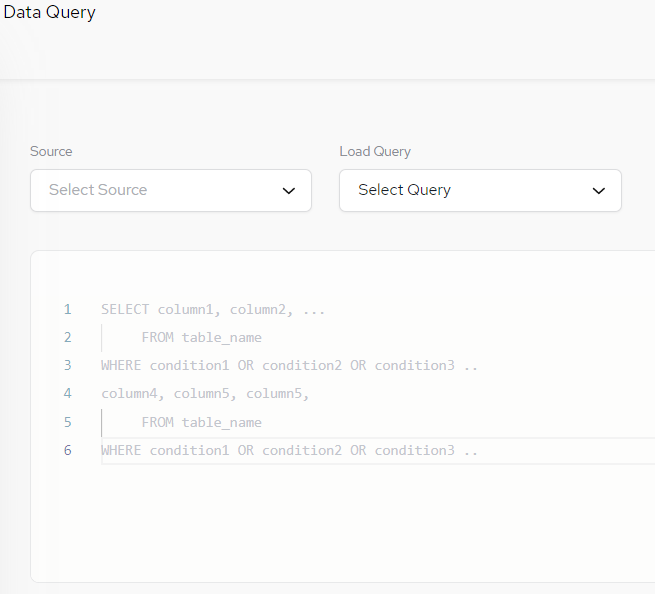 Data Query
Source
Load Query
Select Source
Select Query
1 SELECT column1, column2, ...
2 FROM table_name
3 WHERE condition1 OR condition2 OR condition3 ..
4 column4, column5, column5,
5 FROM table_name
6 WHERE condition1 OR condition2 OR condition3 ..